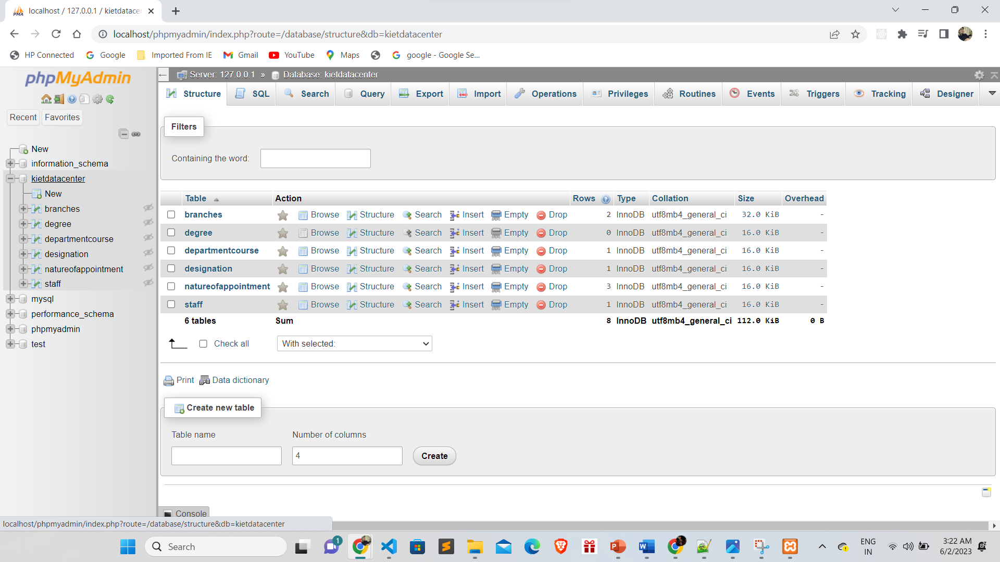 localhost / 127.0.0.1 / kietdatacen
localhost/phpmyadmin/index.php?route=/database/structure&db=kietdatacenter
HP Connected Google Imported From IE Gmail YouTube Maps google - Google Se...
phpMyAdmin
Recent Favorites
New
information_schema
kietdatacenter
New
branches
degree
departmentcourse
designation
natureofappointment
staff
mysql
performance_schema
phpmyadmin
test
Server: 127.0.0.1 » Database: kietdatacenter
Structure SQL Search Query Export Import Operations Privileges Routines Events Triggers Tracking Designer
Filters
Containing the word:
Table Action Rows Type Collation Size Overhead
branches Browse Structure Search Insert Empty Drop 2 InnoDB utf8mb4_general_ci 32.0 KiB -
degree Browse Structure Search Insert Empty Drop 0 InnoDB utf8mb4_general_ci 16.0 KiB -
departmentcourse Browse Structure Search Insert Empty Drop 1 InnoDB utf8mb4_general_ci 16.0 KiB -
designation Browse Structure Search Insert Empty Drop 1 InnoDB utf8mb4_general_ci 16.0 KiB -
natureofappointment Browse Structure Search Insert Empty Drop 3 InnoDB utf8mb4_general_ci 16.0 KiB -
staff Browse Structure Search Insert Empty Drop 1 InnoDB utf8mb4_general_ci 16.0 KiB -
6 tables Sum 8 InnoDB utf8mb4_general_ci 112.0 KiB 0 B
Check all With selected:
Print Data dictionary
Create new table
Table name Number of columns
4 Create
Console
localhost/phpmyadmin/index.php?route=/database/structure&db=kietdatacenter
Search
1
ENG
IN
3:22 AM
6/2/2023